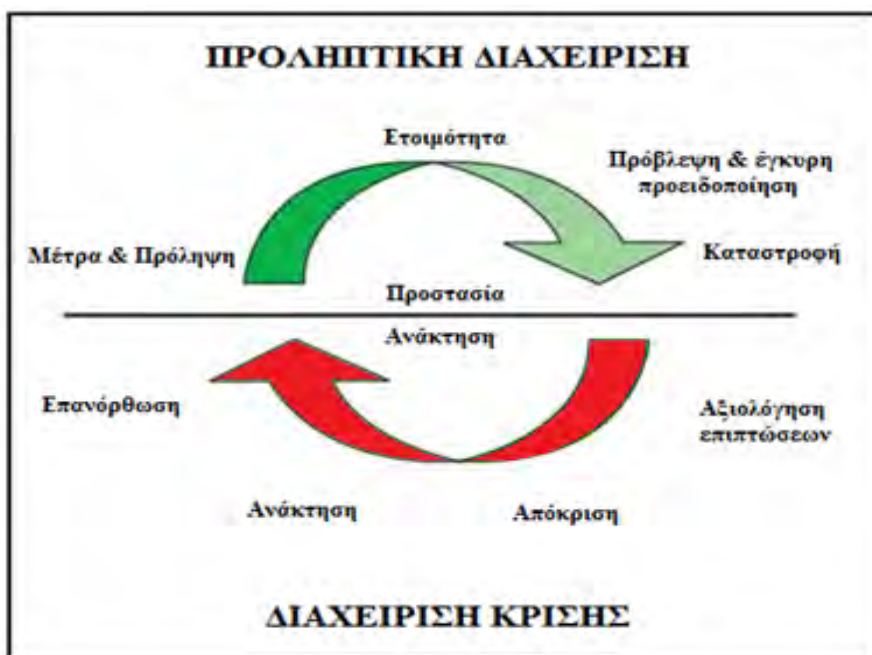 ΠΡΟΛΗΠΤΙΚΗ ΔΙΑΧΕΙΡΙΣΗ
Ετοιμότητα
Πρόβλεψη & έγκυρη
προειδοποίηση
Μέτρα & Πρόληψη
Καταστροφή
Προστασία
Ανάκτηση
Επανόρθωση
Αξιολόγηση
επιπτώσεων
Ανάκτηση
Απόκριση
ΔΙΑΧΕΙΡΙΣΗ ΚΡΙΣΗΣ